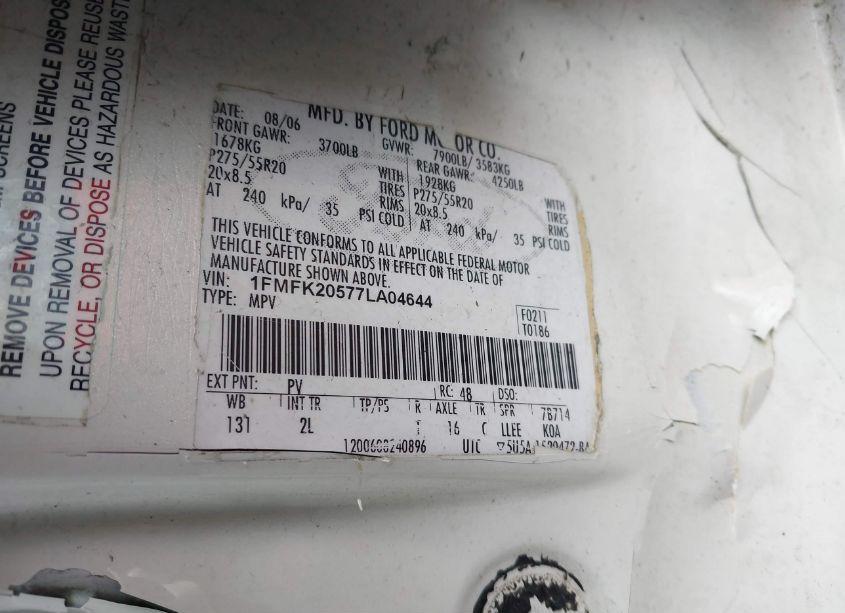 SCREENS
REMOVE DEVICES BEFORE VEHICLE DISPOS
UPON REMOVAL OF DEVICES PLEASE REUSE
RECYCLE, OR DISPOSE AS HAZARDOUS WAST
MFD. BY FORD MOTOR CO.
DATE: 08/06 GVWR: 7900LB/ 3583KG
FRONT GAWR: 3700LB REAR GAWR: 4250LB
1678KG WITH 1928KG WITH
P275/55R20 TIRES P275/55R20 TIRES
20x8.5 RIMS 20x8.5 RIMS
AT 240 kPa/ 35 PSI COLD AT 240 kPa/ 35 PSI COLD
THIS VEHICLE CONFORMS TO ALL APPLICABLE FEDERAL MOTOR
VEHICLE SAFETY STANDARDS IN EFFECT ON THE DATE OF
MANUFACTURE SHOWN ABOVE.
VIN: 1FMFK20577LA04644
TYPE: MPV
F0211
T0186
EXT PNT: PV RC: 48 DSO:
WB INT TR TP/PS R AXLE TR SPR 7B714
131 2L 16 C LLEE KOA
UTC